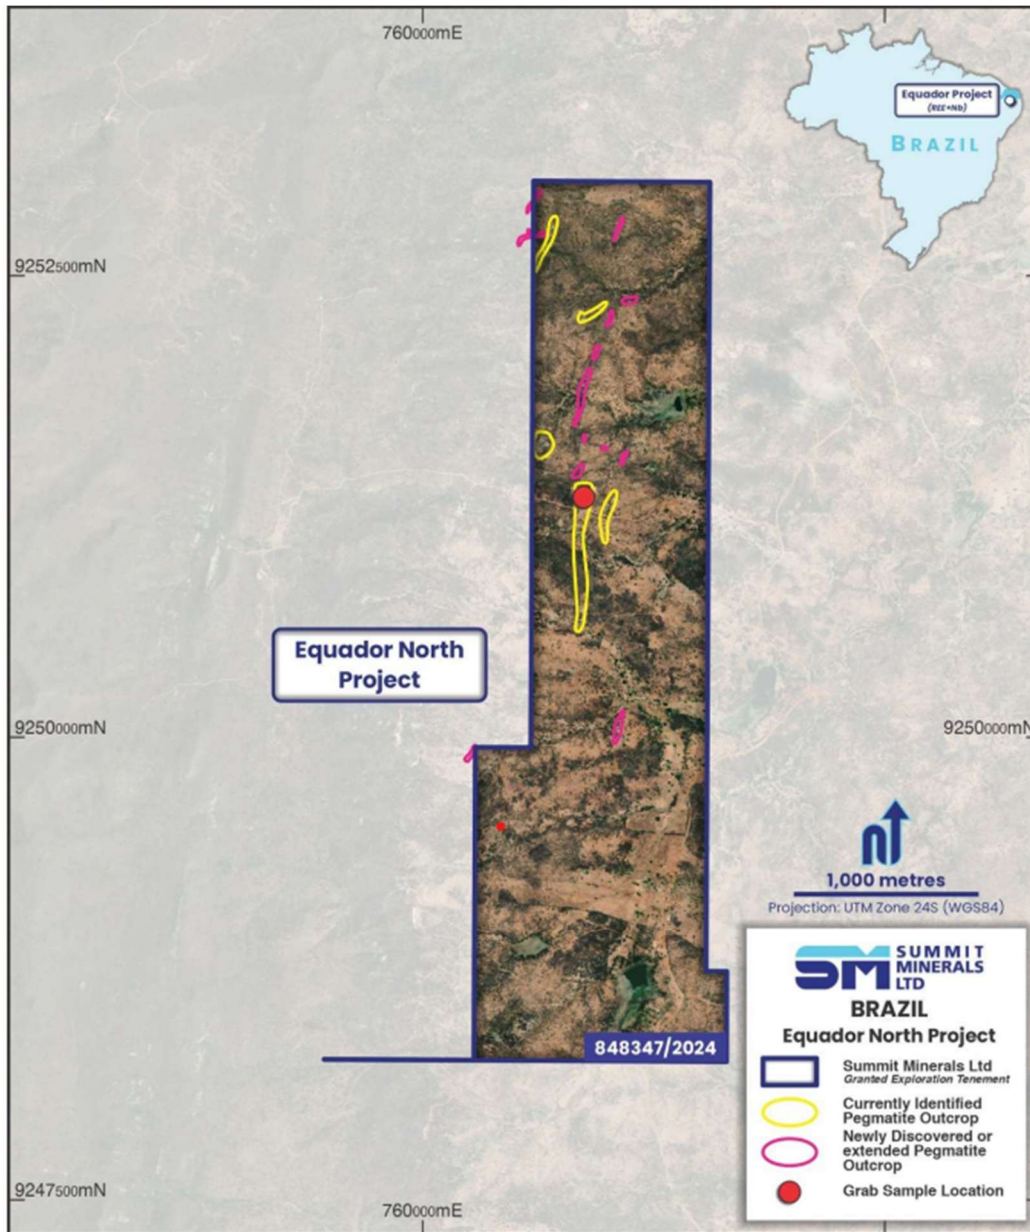 760000mE
Equador Project
(REE+Nb)
BRAZIL
9252500mN
Equador North
Project
9250000mN
9250000mN
1,000 metres
Projection: UTM Zone 24S (WGS84)
848347/2024
SM SUMMIT
MINERALS
LTD
BRAZIL
Equador North Project
Summit Minerals Ltd
Granted Exploration Tenement
Currently Identified
Pegmatite Outcrop
Newly Discovered or
extended Pegmatite
Outcrop
Grab Sample Location
9247500mN
760000mE